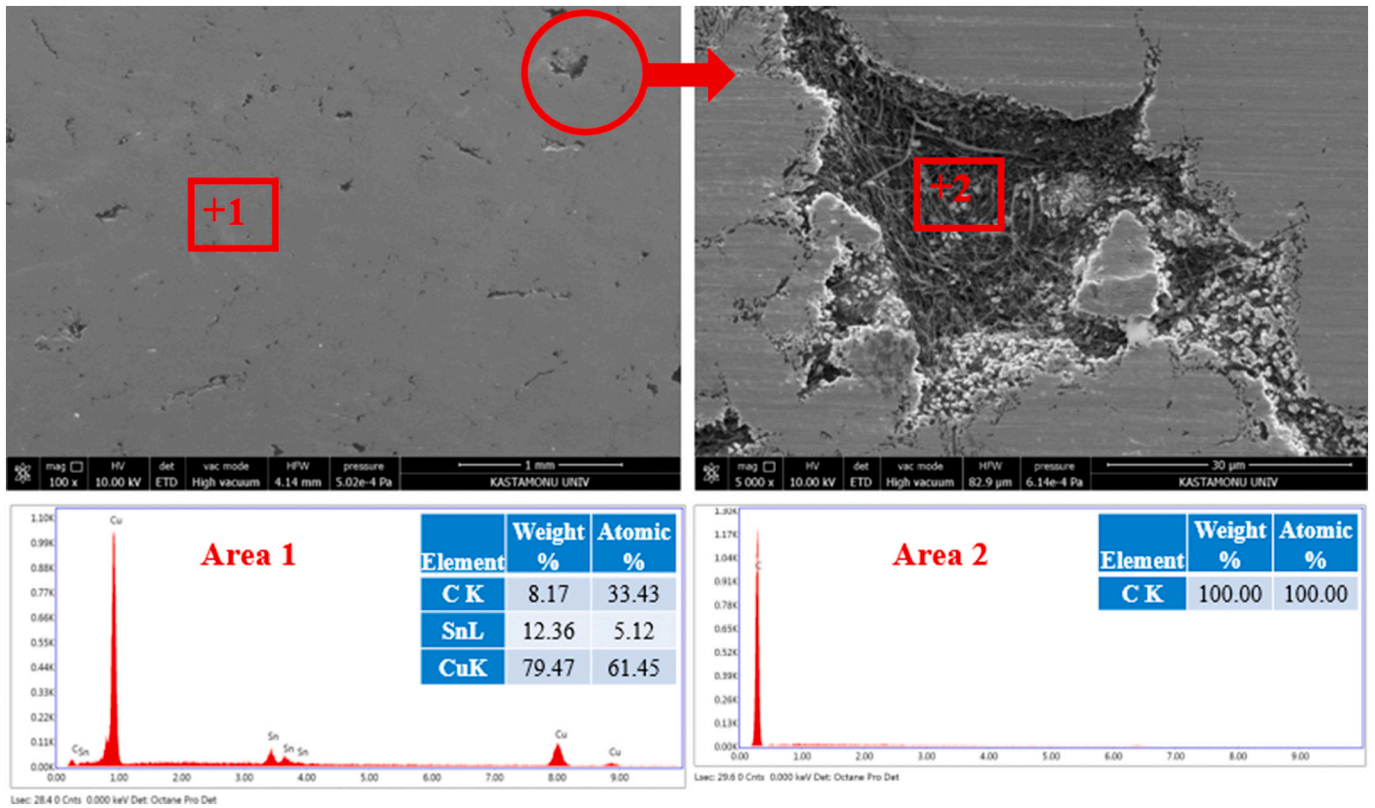 +1
+2
mag HV det vac mode HFW pressure 1 mm
100 x 10.00 kV ETD High vacuum 4.14 mm 5.02e-4 Pa KASTAMONU UNIV
mag HV det vac mode HFW pressure 30 µm
5 000 x 10.00 kV ETD High vacuum 82.9 µm 6.14e-4 Pa KASTAMONU UNIV
Area 1
Element Weight % Atomic %
C K 8.17 33.43
SnL 12.36 5.12
CuK 79.47 61.45
1.10K
0.99K
0.88K
0.77K
0.66K
0.55K
0.44K
0.33K
0.22K
0.11K
0.00K
Cu
C Sn
Sn
Sn
Sn
Cu
Cu
0.00 1.00 2.00 3.00 4.00 5.00 6.00 7.00 8.00 9.00
Lsec: 28.4 0 Cnts 0.000 keV Det: Octane Pro Det
Area 2
Element Weight % Atomic %
C K 100.00 100.00
1.17K
1.04K
0.91K
0.78K
0.65K
0.52K
0.39K
0.26K
0.13K
0.00K
C
0.00 1.00 2.00 3.00 4.00 5.00 6.00 7.00 8.00 9.00
Lsec: 29.6 0 Cnts 0.000 keV Det: Octane Pro Det